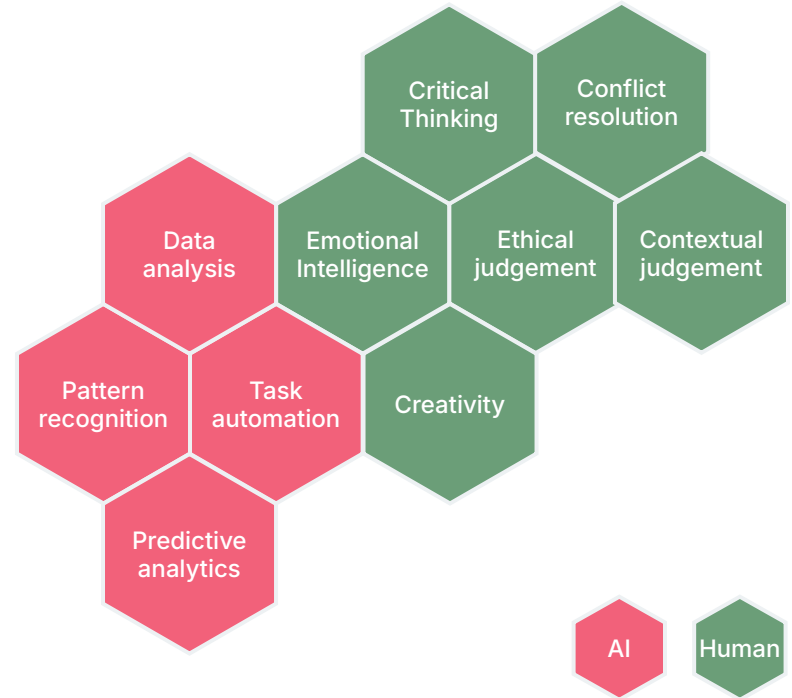 Critical
Thinking
Conflict
resolution
Data
analysis
Emotional
Intelligence
Ethical
judgement
Contextual
judgement
Pattern
recognition
Task
automation
Creativity
Predictive
analytics
AI
Human